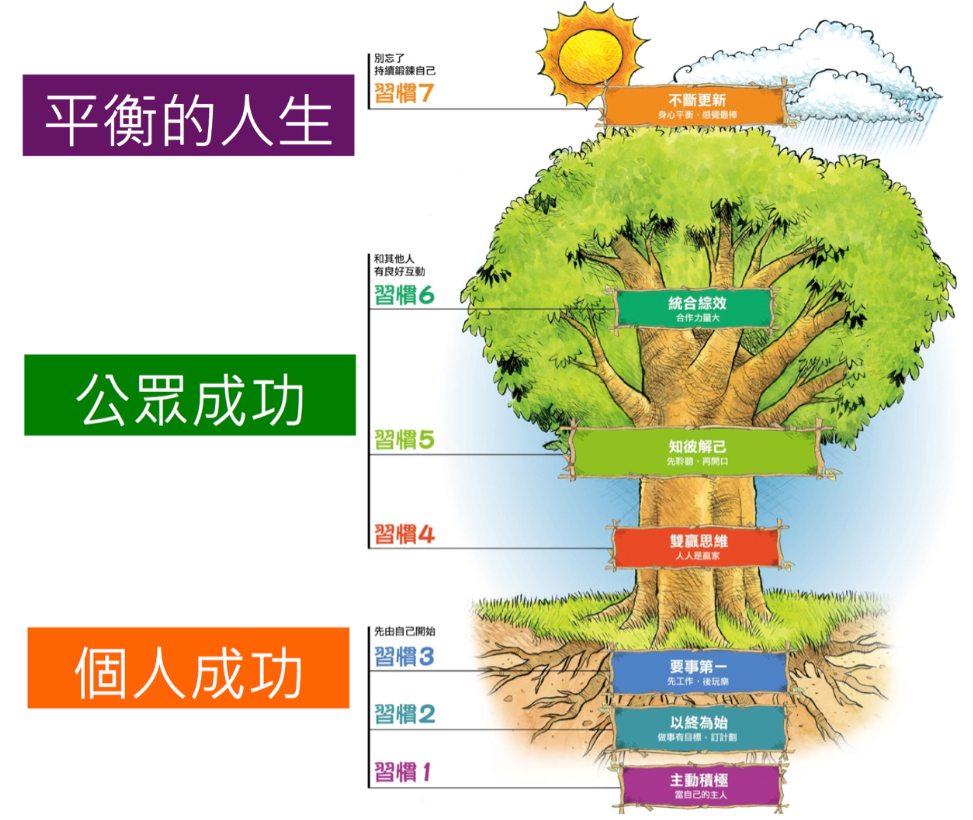 平衡的人生
別忘了
持續鍛鍊自己
習慣7
不斷更新
身心平衡，感覺最棒
和其他人
有良好互動
習慣6
統合綜效
合作力量大
公眾成功
習慣5
知彼解己
先聆聽，再開口
習慣4
雙贏思維
人人是贏家
個人成功
先由自己開始
習慣3
要事第一
先工作、後玩樂
習慣2
以終為始
做事有目標，訂計劃
習慣1
主動積極
當自己的主人